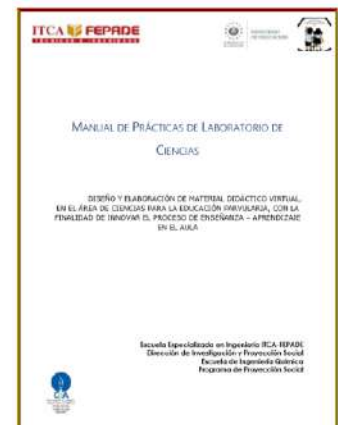 ITCA FEPADE
MANUAL DE PRÁCTICAS DE LABORATORIO DE
CIENCIAS
DISEÑO Y ELABORACIÓN DE MATERIAL DIDÁCTICO VIRTUAL,
EN EL ÁREA DE CIENCIAS PARA LA EDUCACIÓN PARVULARIA, CON LA
FINALIDAD DE INNOVAR EL PROCESO DE ENSEÑANZA – APRENDIZAJE
EN EL AULA
Escuela Especializada en Ingeniería ITCA-FEPADE
Dirección de Investigación y Proyección Social
Escuela de Ingeniería Química
Programa de Proyección Social